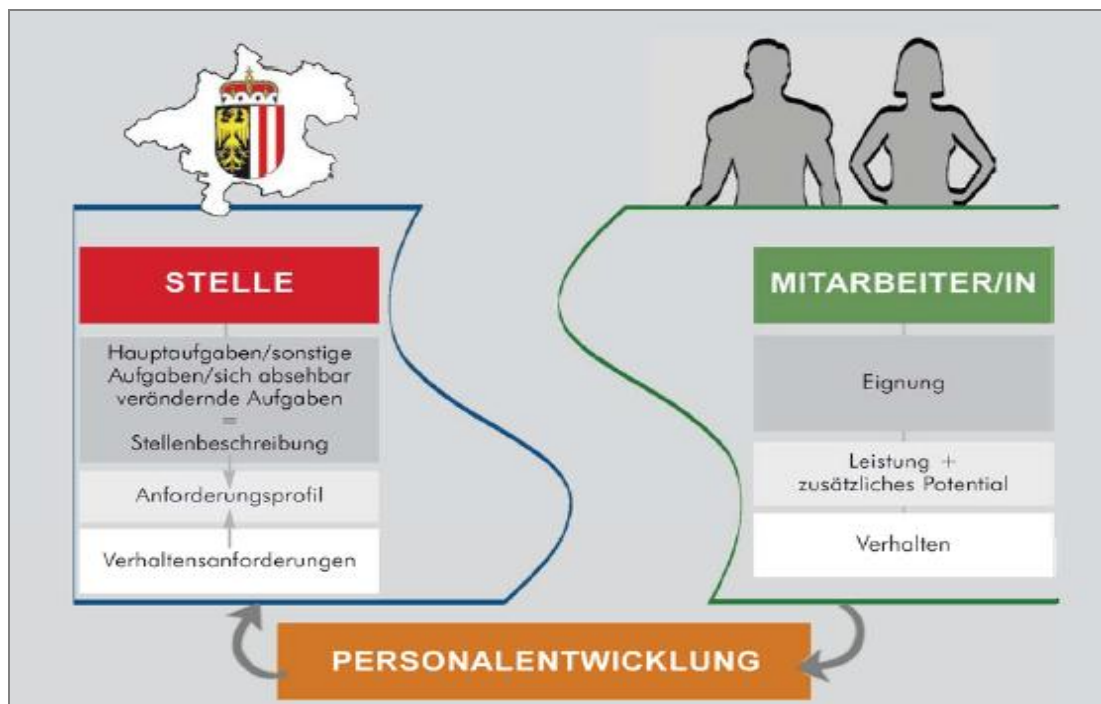 STELLE
Hauptaufgaben/sonstige
Aufgaben/sich absehbar
verändernde Aufgaben
=
Stellenbeschreibung
Anforderungsprofil
Verhaltensanforderungen
MITARBEITER/IN
Eignung
Leistung +
zusätzliches Potential
Verhalten
PERSONALENTWICKLUNG